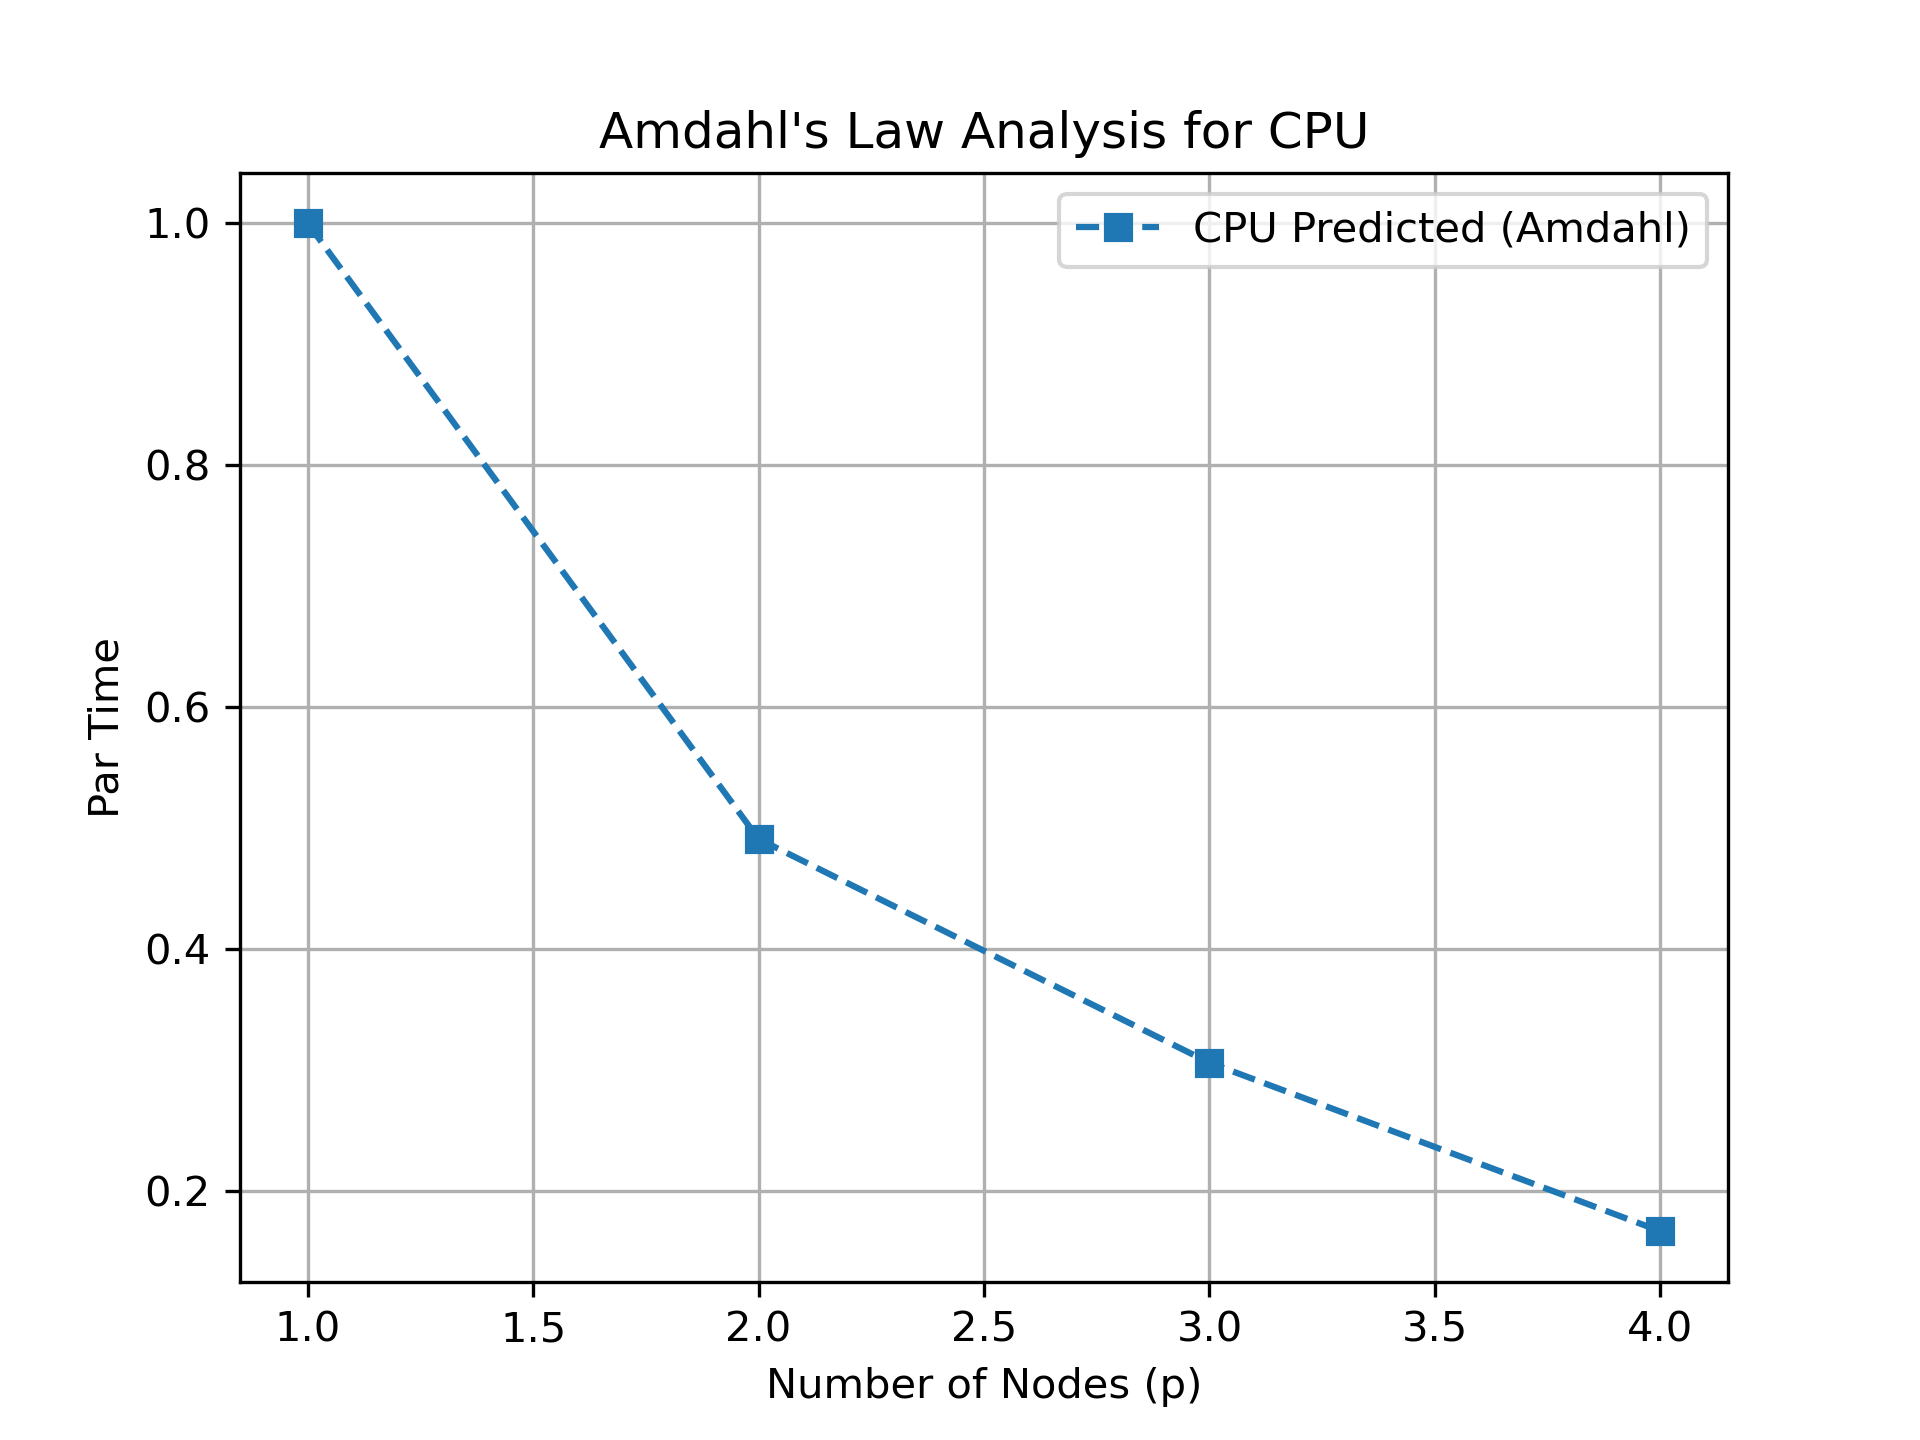 Amdahl's Law Analysis for CPU
CPU Predicted (Amdahl)
Par Time
1.0
0.8
0.6
0.4
0.2
1.0 1.5 2.0 2.5 3.0 3.5 4.0
Number of Nodes (p)